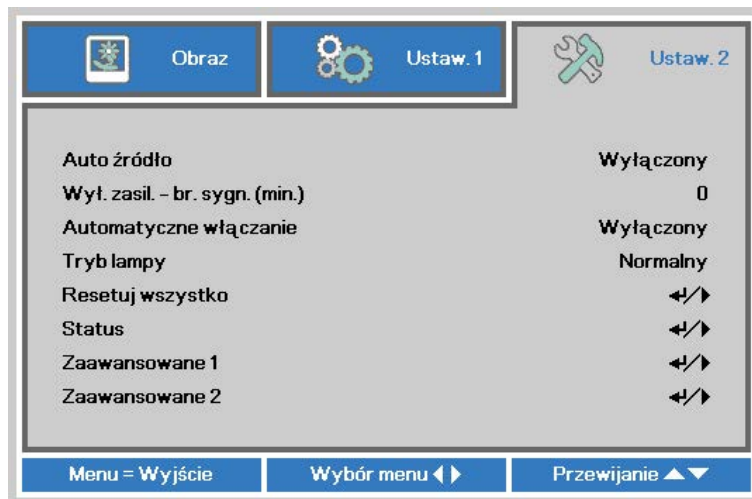 Obraz
Ustaw. 1
Ustaw. 2
Auto źródło Wyłączony
Wył. zasil. – br. sygn. (min.) 0
Automatyczne włączanie Wyłączony
Tryb lampy Normalny
Resetuj wszystko ↵/▶
Status ↵/▶
Zaawansowane 1 ↵/▶
Zaawansowane 2 ↵/▶
Menu = Wyjście
Wybór menu ◀▶
Przewijanie ▲▼